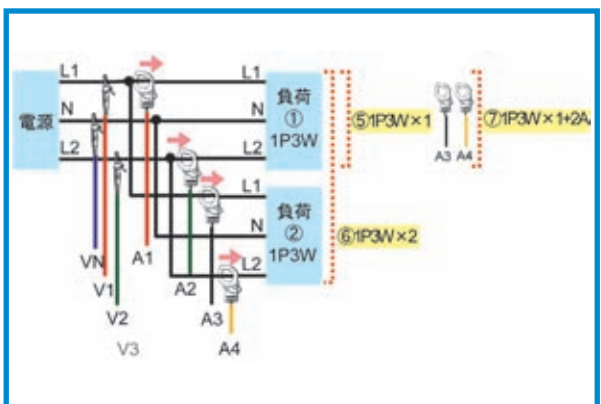 電源
L1
N
L2
L1
N
L2
負荷
①
1P3W
L1
N
L2
負荷
②
1P3W
⑤1P3W×1
⑥1P3W×2
A3
A4
⑦1P3W×1+2A
VN
V1
V2
V3
A1
A2
A3
A4